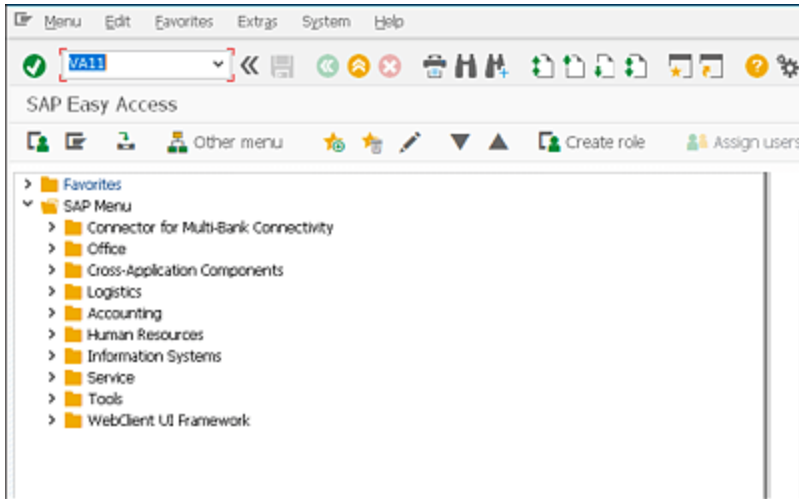 Menu Edit Favorites Extras System Help
VA11
SAP Easy Access
Other menu Create role Assign users
Favorites
SAP Menu
Connector for Multi-Bank Connectivity
Office
Cross-Application Components
Logistics
Accounting
Human Resources
Information Systems
Service
Tools
WebClient UI Framework